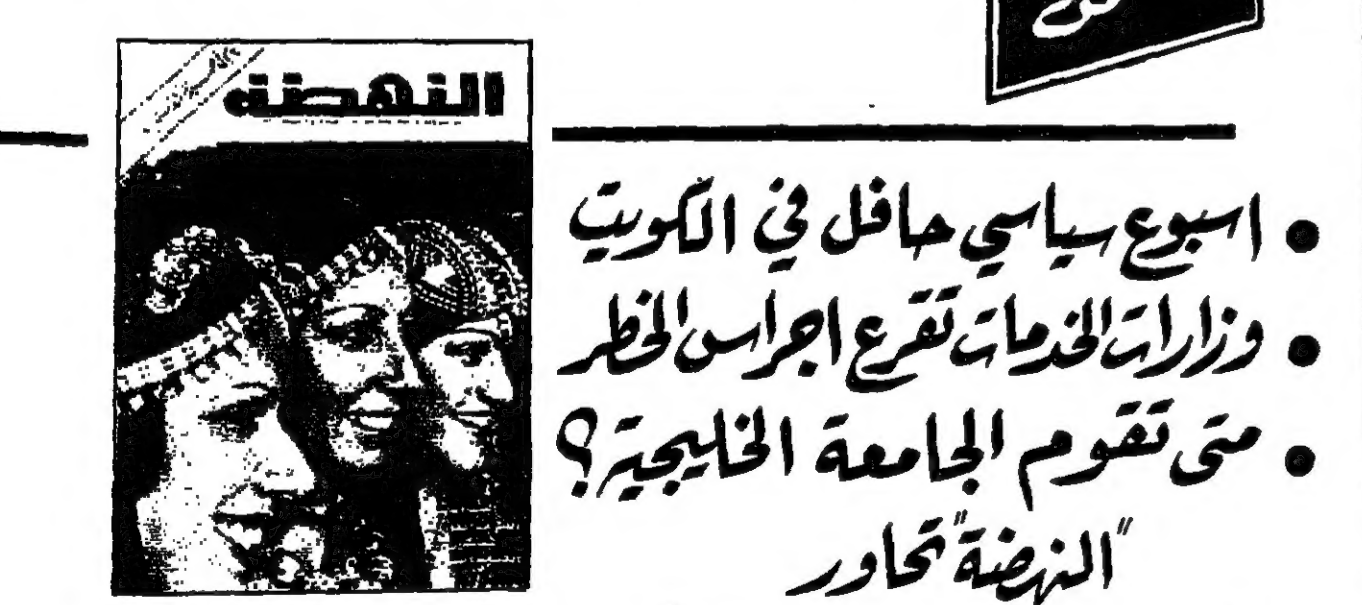 النهضة
• اسبوع سياسي حافل في الكويت
• وزارات الخدمات تقرع اجراس الخطر
• متى تقوم الجامعة الخليجية؟
"النهضة" تحاور